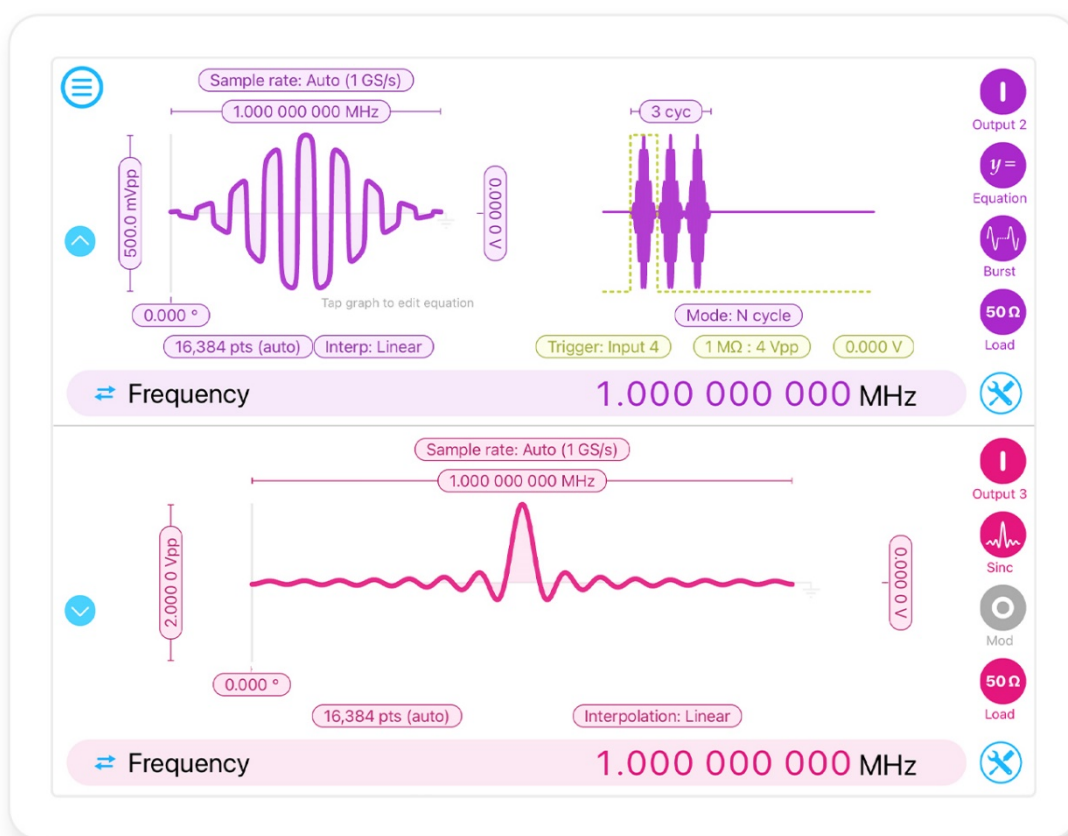 Sample rate: Auto (1 GS/s)
1.000 000 000 MHz
3 cyc
Output 2
500.0 mVpp
0.000 0 V
y=
Equation
Burst
Tap graph to edit equation
0.000 °
Mode: N cycle
50 Ω
Load
16,384 pts (auto)
Interp: Linear
Trigger: Input 4
1 MΩ : 4 Vpp
0.000 V
Frequency
1.000 000 000 MHz
Sample rate: Auto (1 GS/s)
1.000 000 000 MHz
Output 3
2.000 0 Vpp
0.000 0 V
Sinc
Mod
0.000 °
50 Ω
Load
16,384 pts (auto)
Interpolation: Linear
Frequency
1.000 000 000 MHz